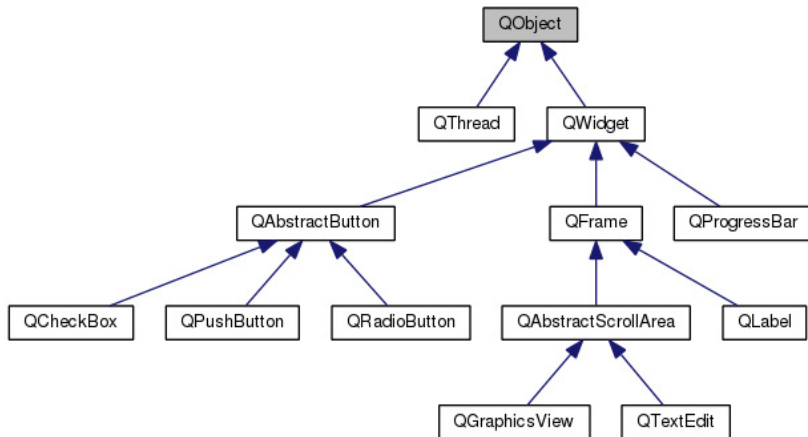 QObject
QThread
QWidget
QAbstractButton
QFrame
QProgressBar
QCheckBox
QPushButton
QRadioButton
QAbstractScrollArea
QLabel
QGraphicsView
QTextEdit